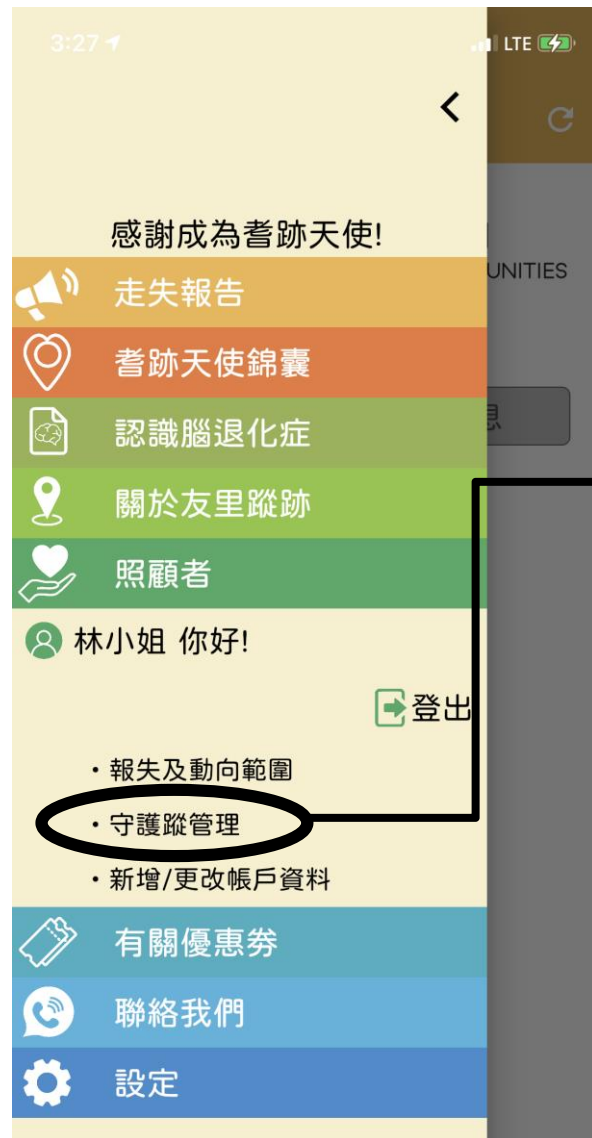 3:27
LTE
感謝成為耆跡天使!
UNITIES
走失報告
耆跡天使錦囊
息
認識腦退化症
關於友里蹤跡
照顧者
林小姐 你好!
登出
・報失及動向範圍
・守護蹤管理
・新增/更改帳戶資料
有關優惠券
聯絡我們
設定